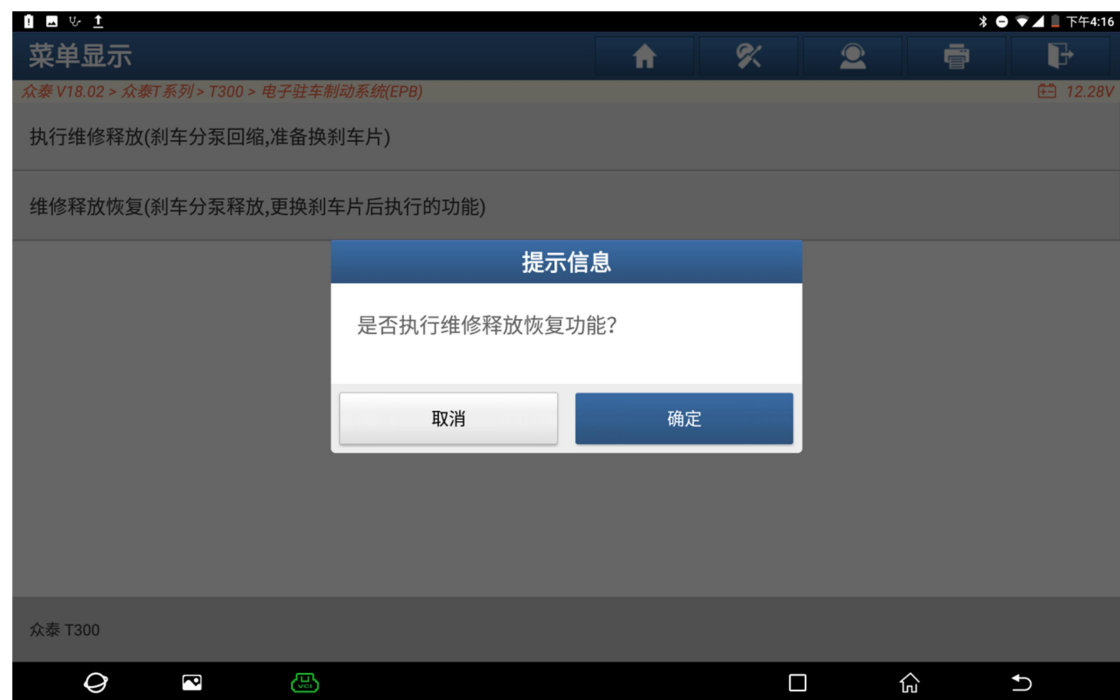 下午4:16
菜单显示
众泰 V18.02 > 众泰T系列 > T300 > 电子驻车制动系统(EPB)
12.28V
执行维修释放(刹车分泵回缩,准备换刹车片)
维修释放恢复(刹车分泵释放,更换刹车片后执行的功能)
提示信息
是否执行维修释放恢复功能?
取消
确定
众泰 T300
VCI